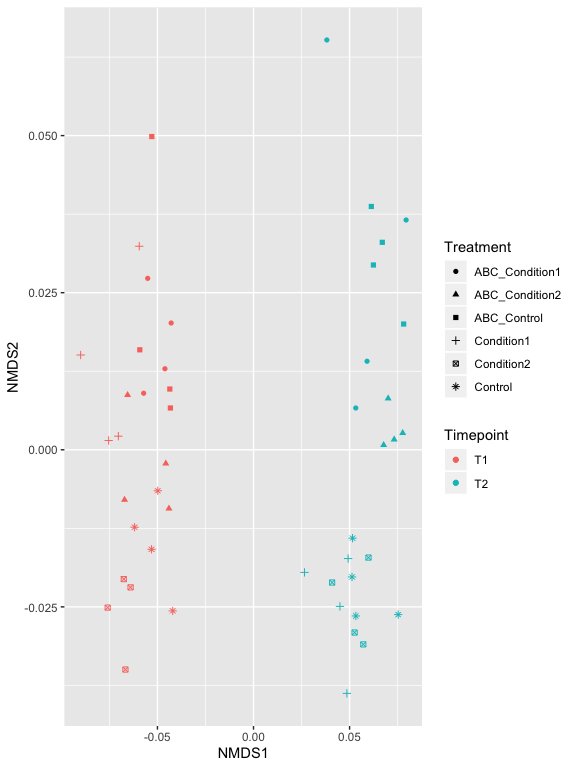 0.050
0.025
0.000
-0.025
NMDS2
-0.05
0.00
0.05
NMDS1
Treatment
ABC_Condition1
ABC_Condition2
ABC_Control
Condition1
Condition2
Control
Timepoint
T1
T2